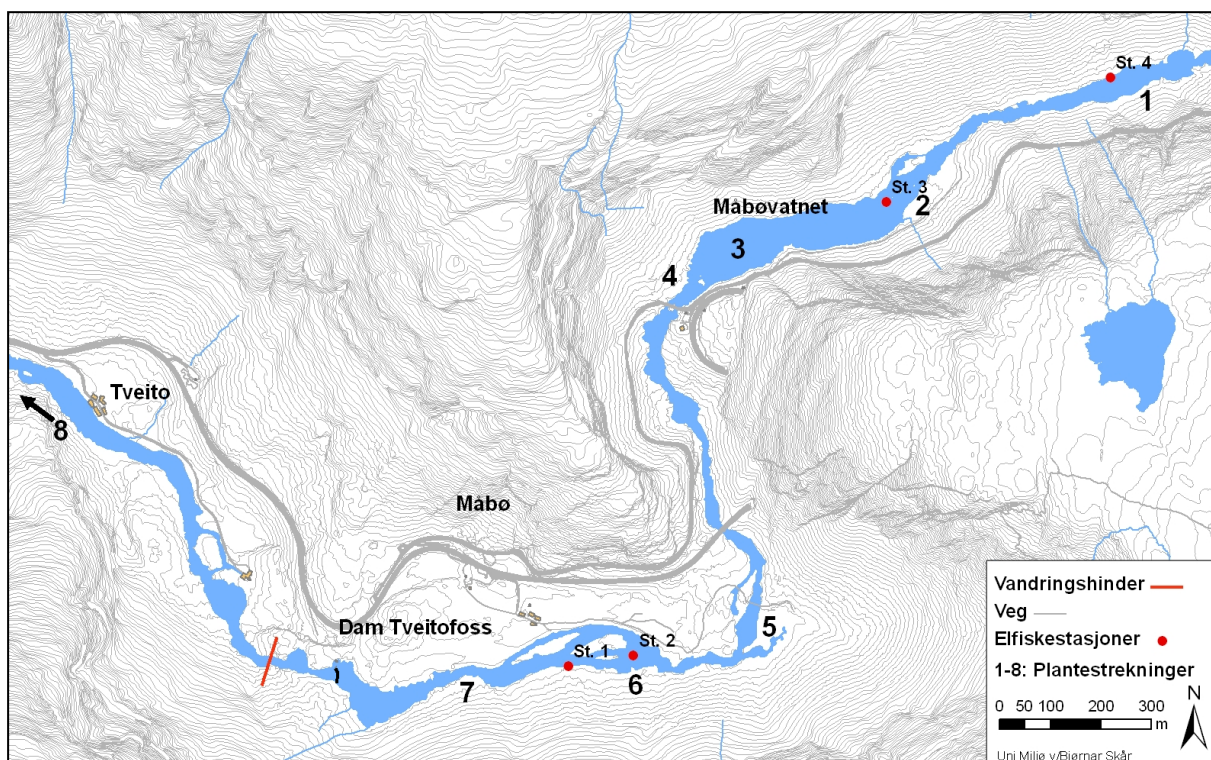 St. 4
1
St. 3
2
Måbøvatnet
3
4
Tveito
8
Måbø
Dam Tveitofoss
St. 1
St. 2
5
6
7
Vandringshinder
Veg
Elfiskestasjoner
1-8: Plantestrekninger
N
0 50 100 200 300
m
Uni Miljø v/Bjørnar Skår